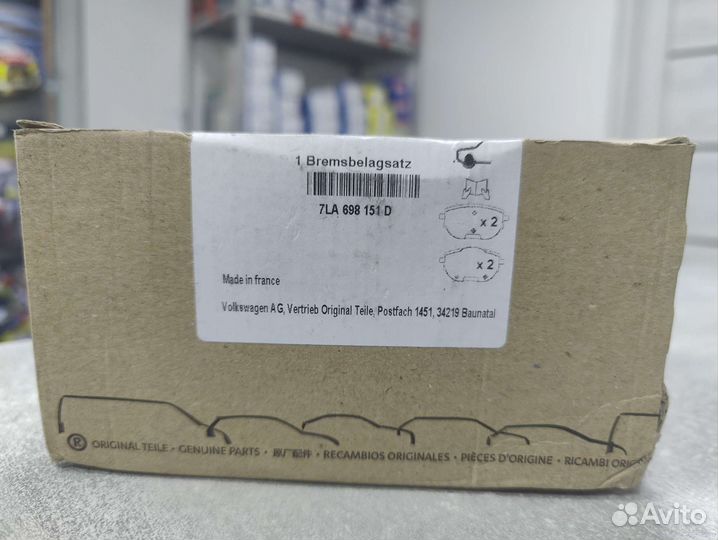 1 Bremsbelagsatz
7LA 698 151 D
x 2
x 2
Made in france
Volkswagen AG, Vertrieb Original Teile, Postfach 1451, 34219 Baunatal
® ORIGINAL TEILE · GENUINE PARTS · 原厂配件 · RECAMBIOS ORIGINALES · PIÈCES D'ORIGINE · RICAMBI ORIG
Avito